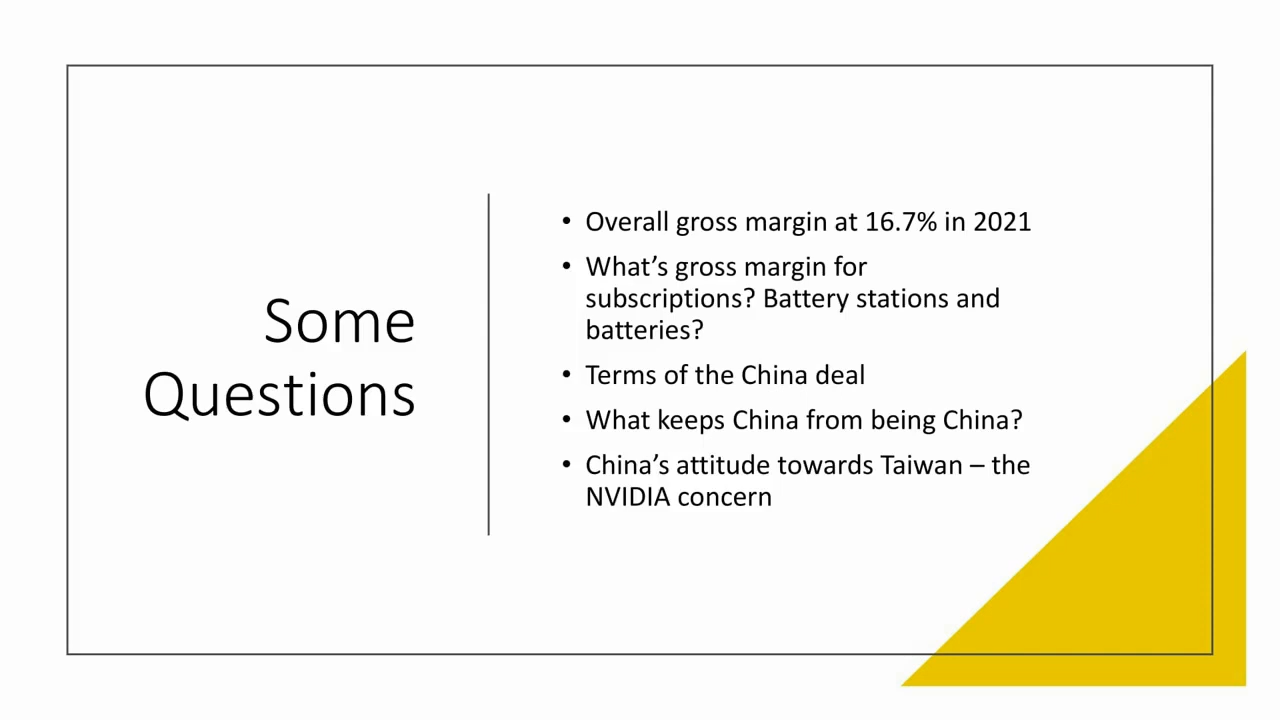 Some
Questions
• Overall gross margin at 16.7% in 2021
• What’s gross margin for
subscriptions? Battery stations and
batteries?
• Terms of the China deal
• What keeps China from being China?
• China’s attitude towards Taiwan – the
NVIDIA concern